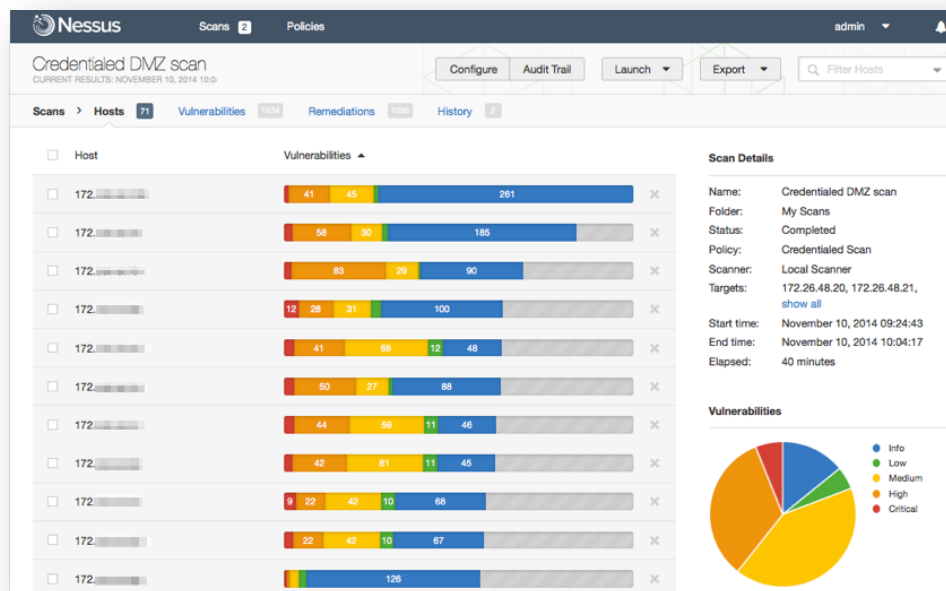 Nessus Scans 2 Policies admin
Credentialed DMZ scan Configure Audit Trail Launch Export Filter Hosts
CURRENT RESULTS: NOVEMBER 10, 2014 10:0
Scans > Hosts 71 Vulnerabilities 1634 Remediations 1095 History 2
Host Vulnerabilities
172. 41 45 261
172. 58 30 185
172. 83 29 90
172. 12 28 31 100
172. 41 68 12 48
172. 50 27 88
172. 44 59 11 46
172. 42 61 11 45
172. 9 22 42 10 68
172. 22 42 10 67
172. 126
Scan Details
Name: Credentialed DMZ scan
Folder: My Scans
Status: Completed
Policy: Credentialed Scan
Scanner: Local Scanner
Targets: 172.26.48.20, 172.26.48.21,
show all
Start time: November 10, 2014 09:24:43
End time: November 10, 2014 10:04:17
Elapsed: 40 minutes
Vulnerabilities
Info
Low
Medium
High
Critical